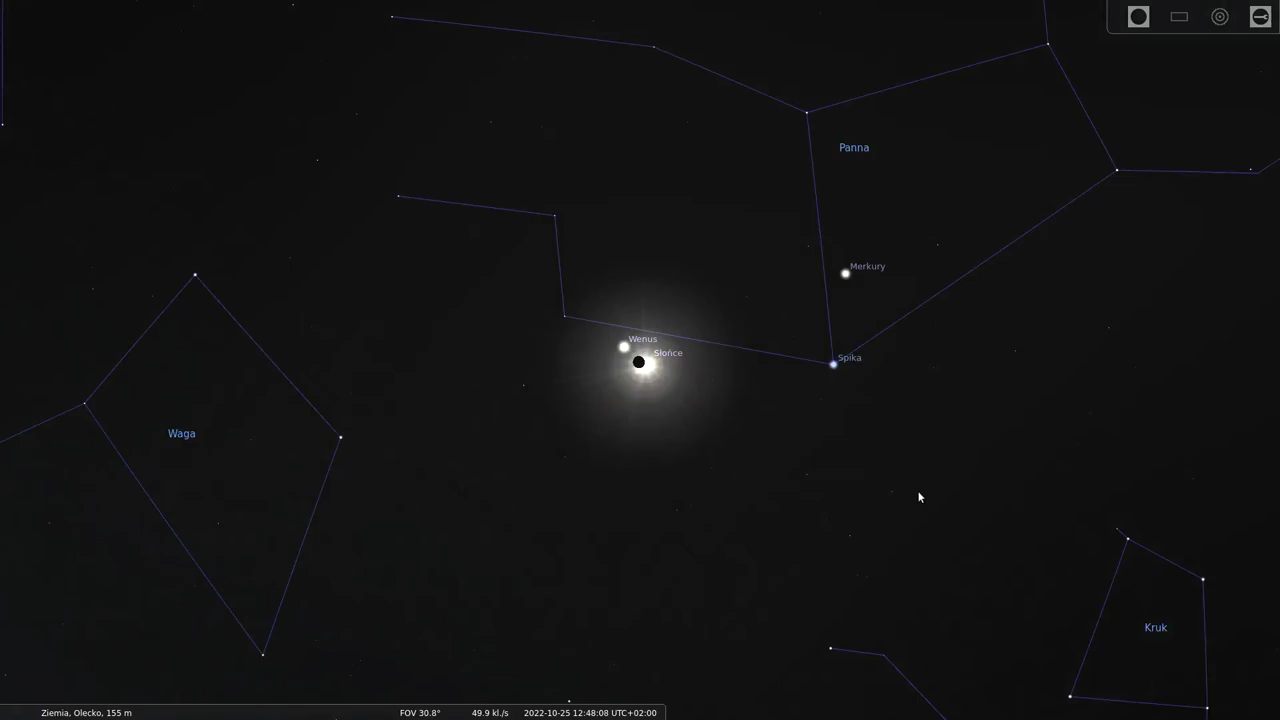 Panna
Merkury
Wenus
Słońce
Spika
Waga
Kruk
Ziemia, Olecko, 155 m FOV 30.8° 49.9 kl./s 2022-10-25 12:48:08 UTC+02:00